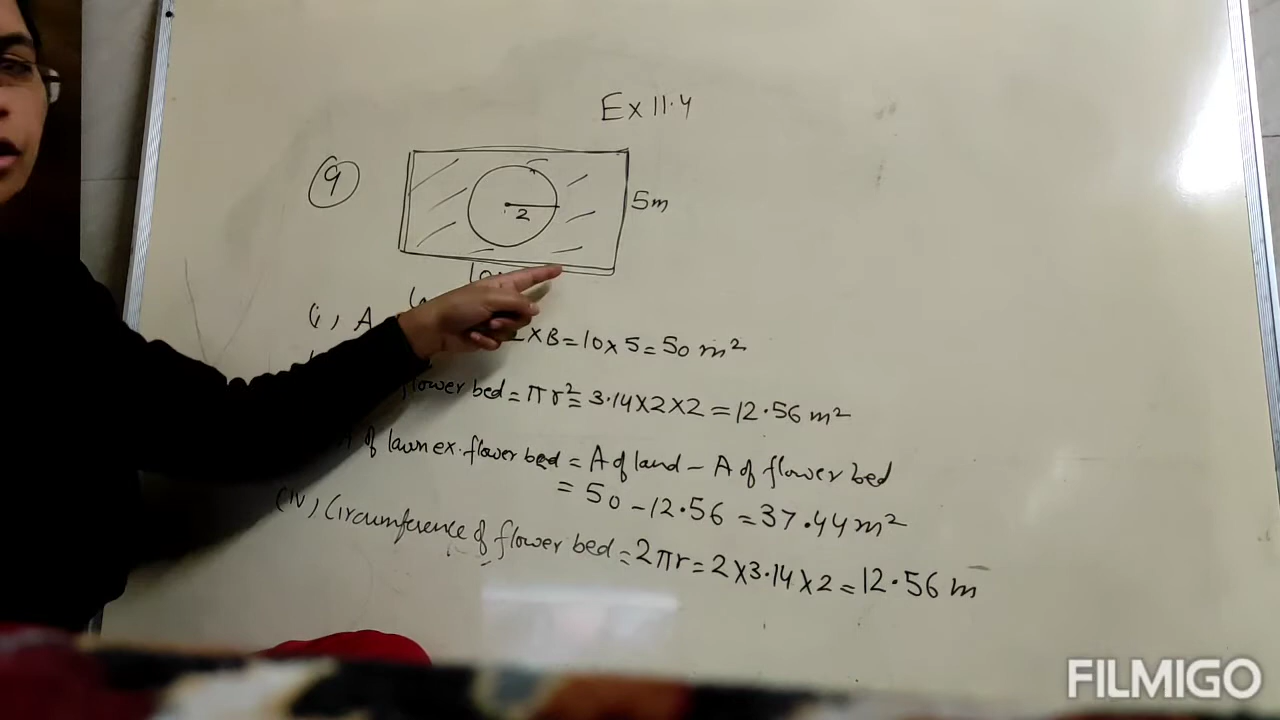 Ex 11.4
9
2
5m
(i) A L×B=10×5=50 m²
flower bed=πr²=3.14×2×2=12.56 m²
A of lawn ex. flower bed=A of land-A of flower bed
=50-12.56=37.44m²
(iv) Circumference of flower bed=2πr=2×3.14×2=12.56 m
FILMIGO